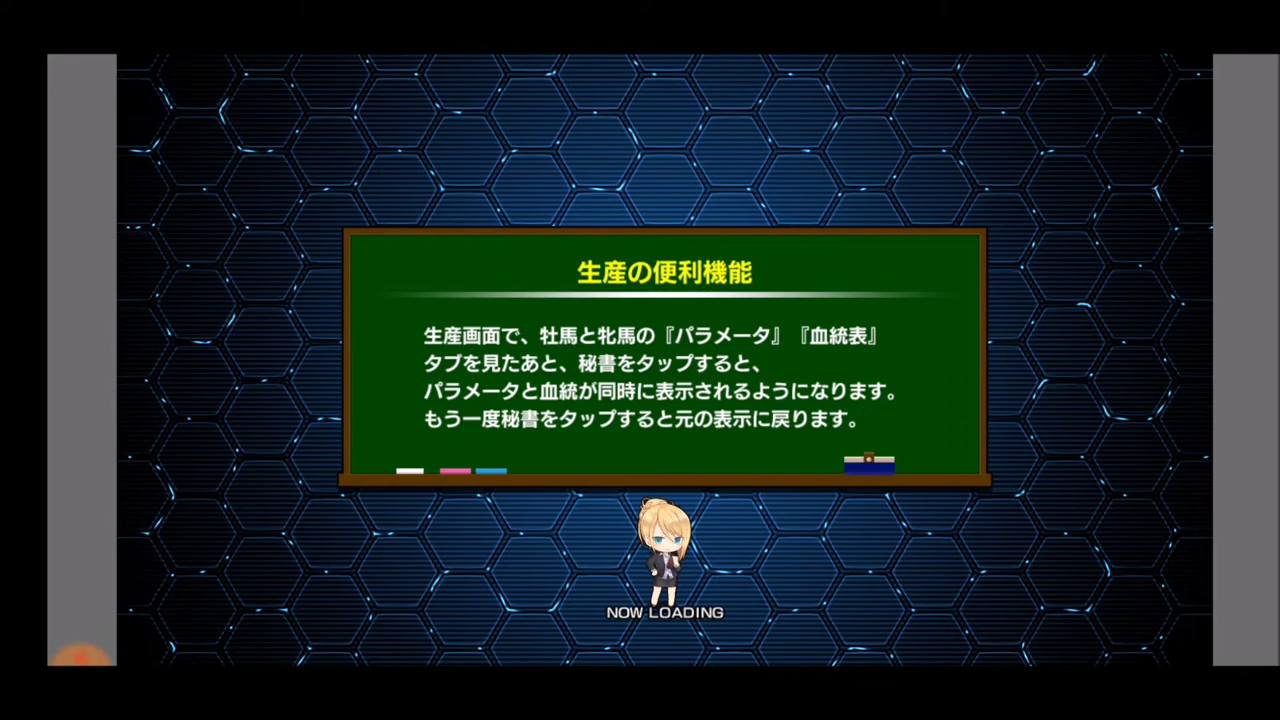 生産の便利機能
生産画面で、牡馬と牝馬の『パラメータ』『血統表』
タブを見たあと、秘書をタップすると、
パラメータと血統が同時に表示されるようになります。
もう一度秘書をタップすると元の表示に戻ります。
NOW LOADING